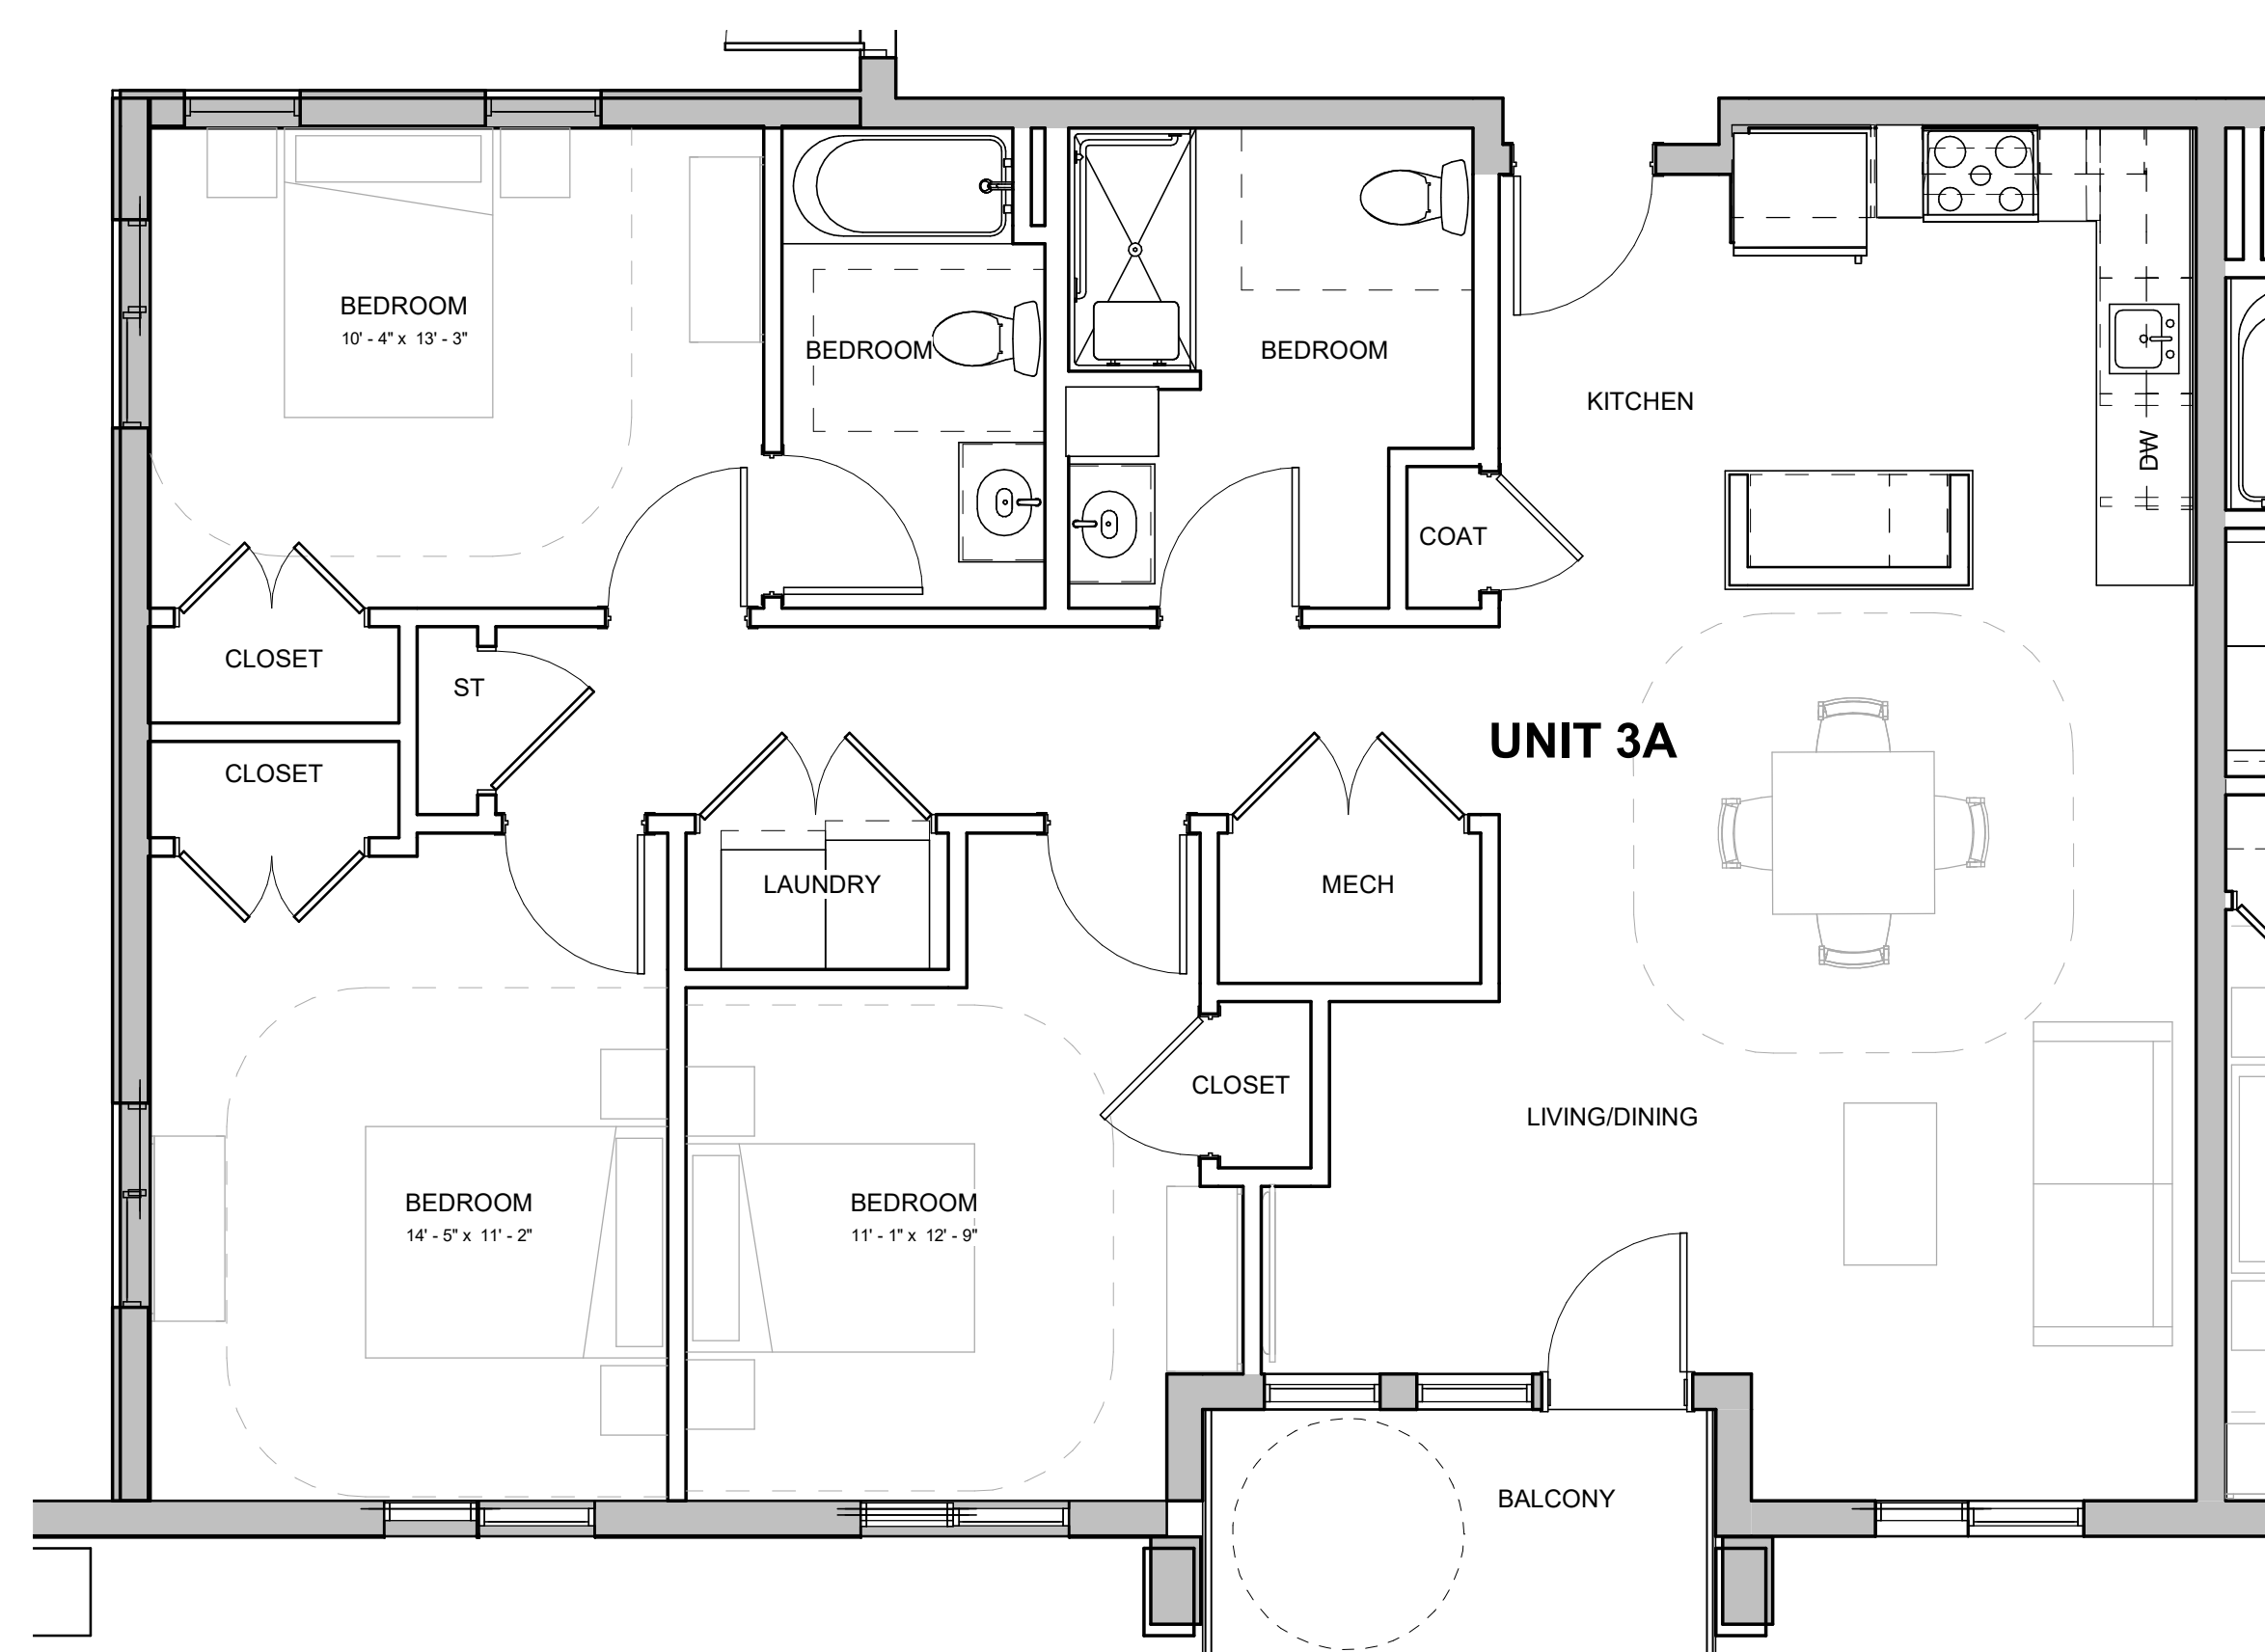 BEDROOM
10' - 4" x 13' - 3"
BEDROOM
BEDROOM
KITCHEN
DW
COAT
CLOSET
ST
UNIT 3A
CLOSET
LAUNDRY
MECH
CLOSET
LIVING/DINING
BEDROOM
14' - 5" x 11' - 2"
BEDROOM
11' - 1" x 12' - 9"
BALCONY